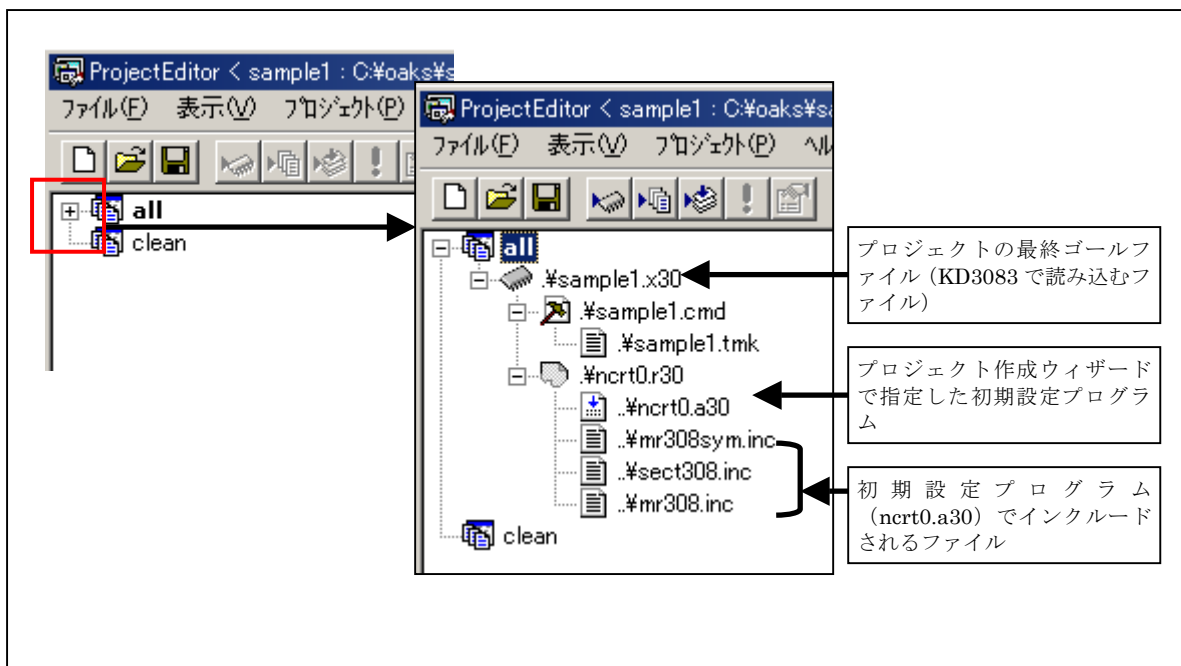 ProjectEditor < sample1 : C:¥oaks¥s
ファイル(F) 表示(V) プロジェクト(P)
all
clean
ProjectEditor < sample1 : C:¥oaks¥sa
ファイル(F) 表示(V) プロジェクト(P) ヘル
all
.¥sample1.x30
.¥sample1.cmd
.¥sample1.tmk
.¥ncrt0.r30
..¥ncrt0.a30
..¥mr308sym.inc
..¥sect308.inc
..¥mr308.inc
clean
プロジェクトの最終ゴールフ
ァイル（KD3083 で読み込むフ
ァイル）
プロジェクト作成ウィザード
で指定した初期設定プログラ
ム
初期設定プログラム
（ncrt0.a30）でインクルード
されるファイル